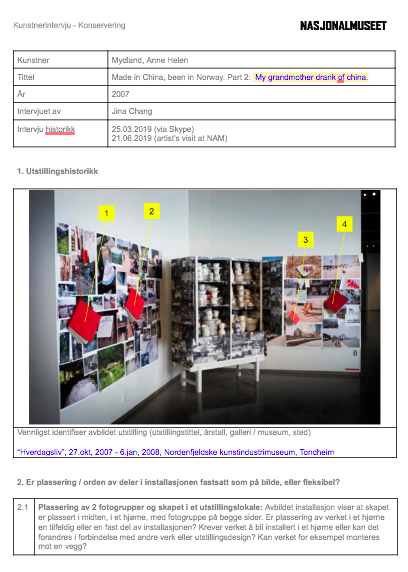 Kunstnerintervju - Konservering
NASJONALMUSEET
Kunstner Mydland, Anne Helen
Tittel Made in China, been in Norway. Part 2: My grandmother drank of china.
År 2007
Intervjuet av Jina Chang
Intervju historikk 25.03.2019 (via Skype)
21.06.2019 (artist's visit at NAM)
1. Utstillingshistorikk
1
2
3
4
8
Vennligst identifiser avbildet utstilling (utstillingstittel, årstall, galleri / museum, sted)
“Hverdagsliv”, 27.okt, 2007 - 6.jan, 2008, Nordenfjeldske kunstindustrimuseum, Tondheim
2. Er plassering / orden av deler i installasjonen fastsatt som på bilde, eller fleksibel?
2.1 Plassering av 2 fotogrupper og skapet i et utstillingslokale: Avbildet installasjon viser at skapet
er plassert i midten, i et hjørne, med fotogruppe på begge sider. Er plassering av verket i et hjørne
en tilfeldig eller en fast del av installasjonen? Krever verket å bli installert i et hjørne eller kan det
forandres i forbindelse med andre verk eller utstillingsdesign? Kan verket for eksempel monteres
mot en vegg?